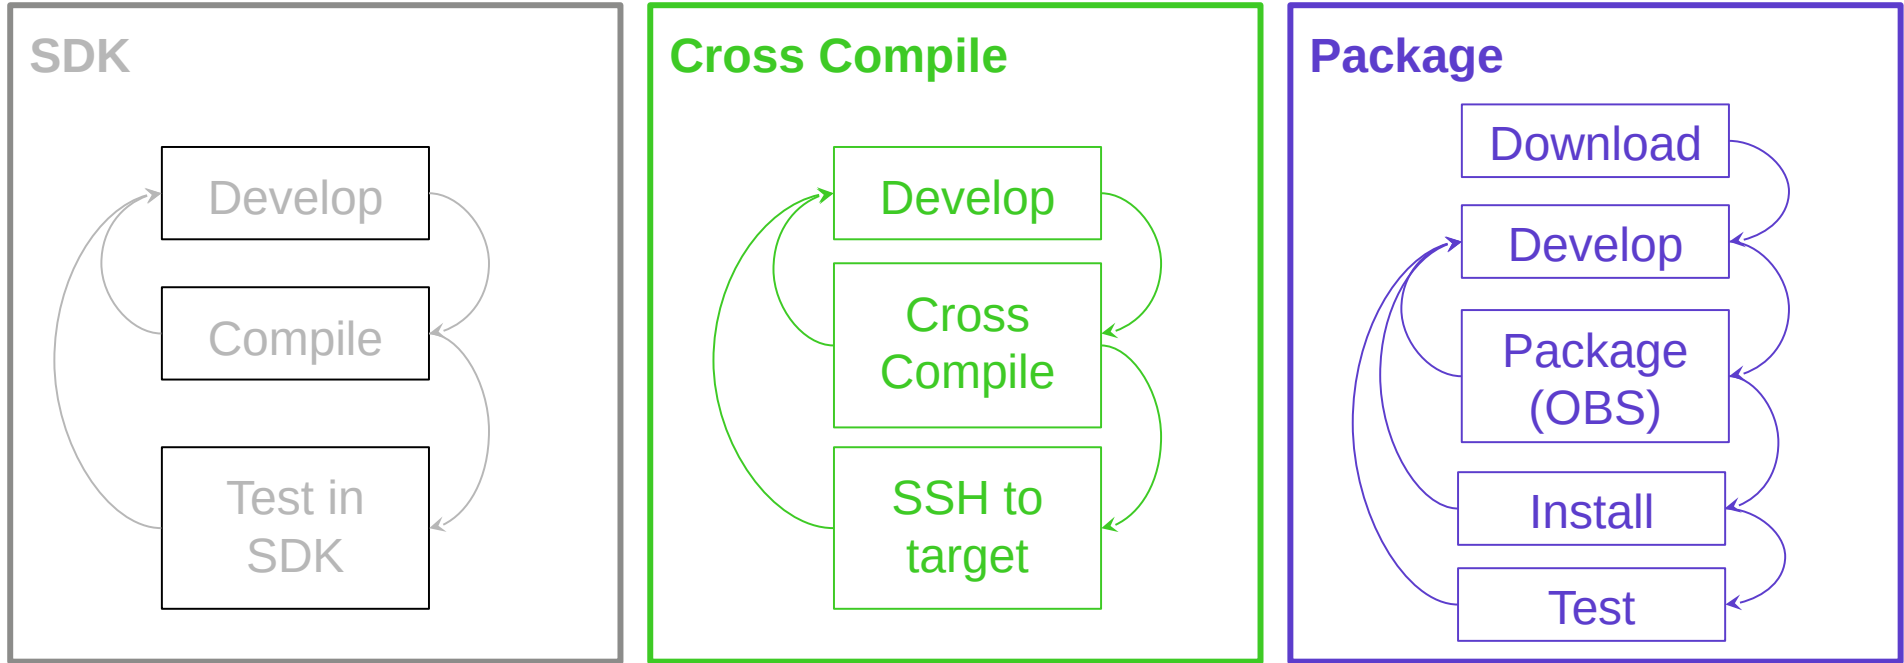 SDK
Develop
Compile
Test in
SDK
Cross Compile
Develop
Cross
Compile
SSH to
target
Package
Download
Develop
Package
(OBS)
Install
Test